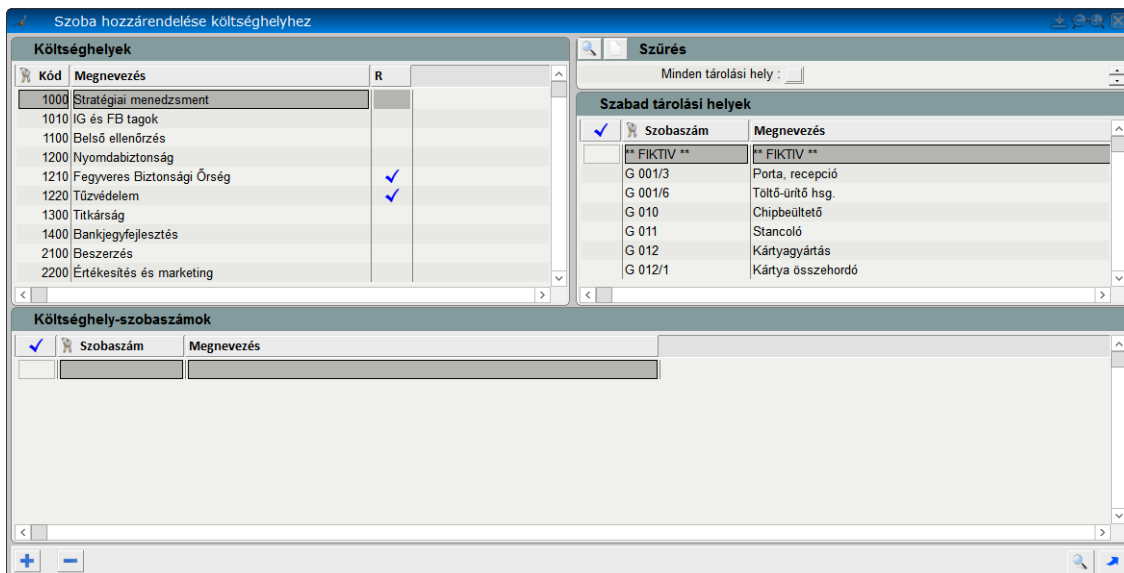 Szoba hozzárendelése költséghelyhez
Költséghelyek
Kód Megnevezés R
1000 Stratégiai menedzsment
1010 IG és FB tagok
1100 Belső ellenőrzés
1200 Nyomdabiztonság
1210 Fegyveres Biztonsági Őrség
1220 Tűzvédelem
1300 Titkárság
1400 Bankjegyfejlesztés
2100 Beszerzés
2200 Értékesítés és marketing
Szűrés
Minden tárolási hely :
Szabad tárolási helyek
Szobaszám Megnevezés
** FIKTIV ** ** FIKTIV **
G 001/3 Porta, recepció
G 001/6 Töltő-ürítő hsg.
G 010 Chipbeültető
G 011 Stancoló
G 012 Kártyagyártás
G 012/1 Kártya összehordó
Költséghely-szobaszámok
Szobaszám Megnevezés